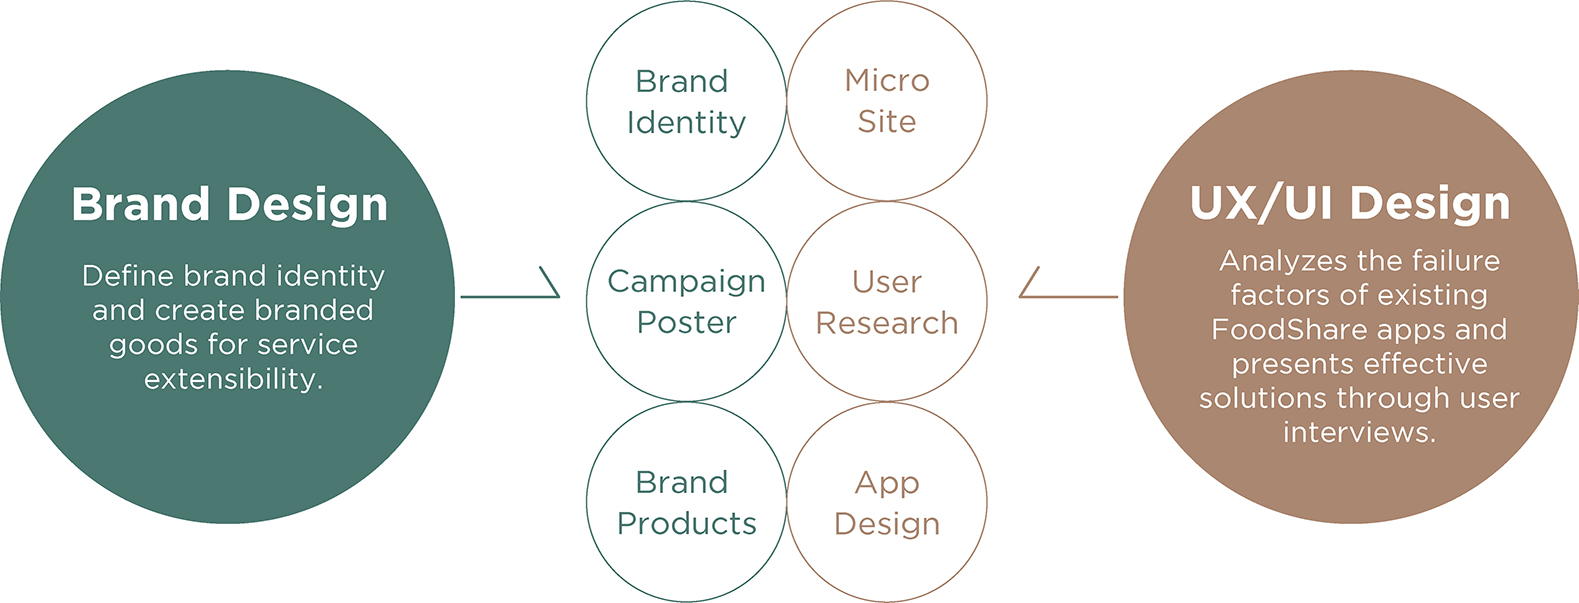 Brand Design
Define brand identity
and create branded
goods for service
extensibility.
Brand
Identity
Micro
Site
Campaign
Poster
User
Research
Brand
Products
App
Design
UX/UI Design
Analyzes the failure
factors of existing
FoodShare apps and
presents effective
solutions through user
interviews.